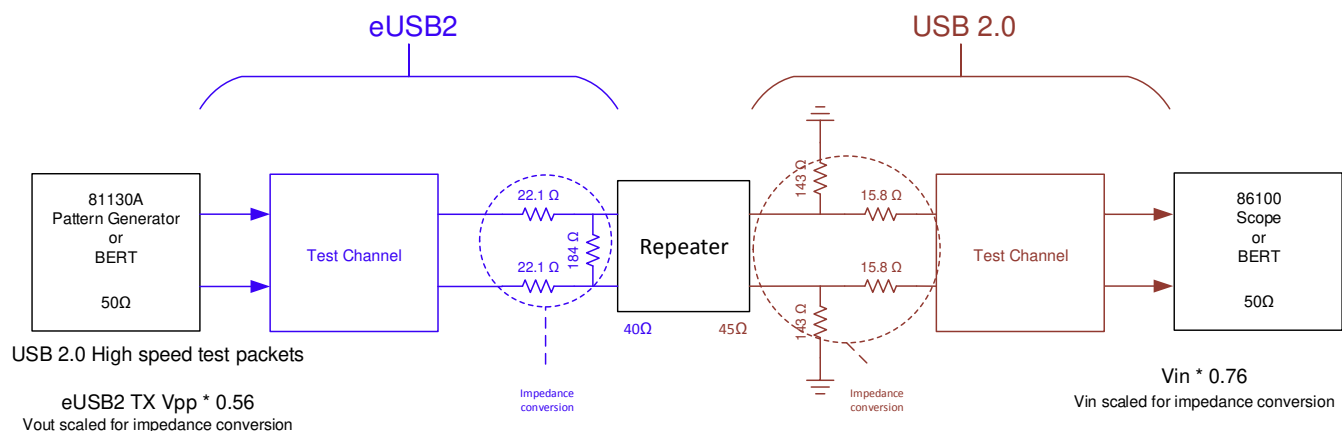 eUSB2
USB 2.0
81130A
Pattern Generator
or
BERT
50Ω
Test Channel
22.1 Ω
184 Ω
22.1 Ω
Repeater
40Ω
45Ω
143 Ω
15.8 Ω
15.8 Ω
143 Ω
Test Channel
86100
Scope
or
BERT
50Ω
USB 2.0 High speed test packets
eUSB2 TX Vpp * 0.56
Vout scaled for impedance conversion
Impedance
conversion
Impedance
conversion
Vin * 0.76
Vin scaled for impedance conversion